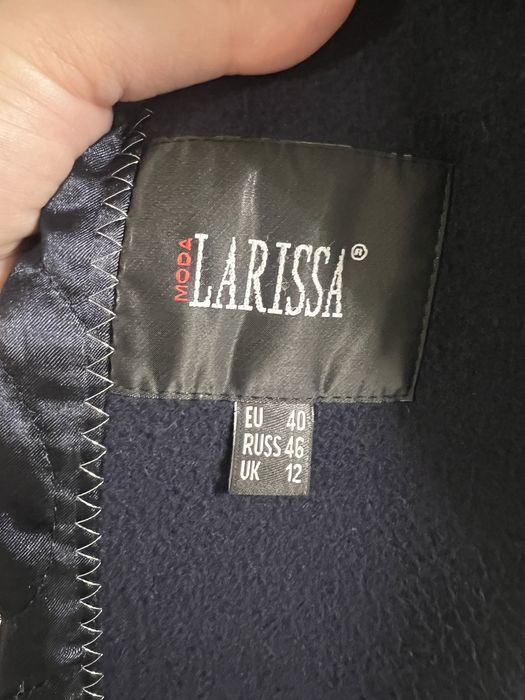 MODA LARISSA®
EU 40
RUSS 46
UK 12